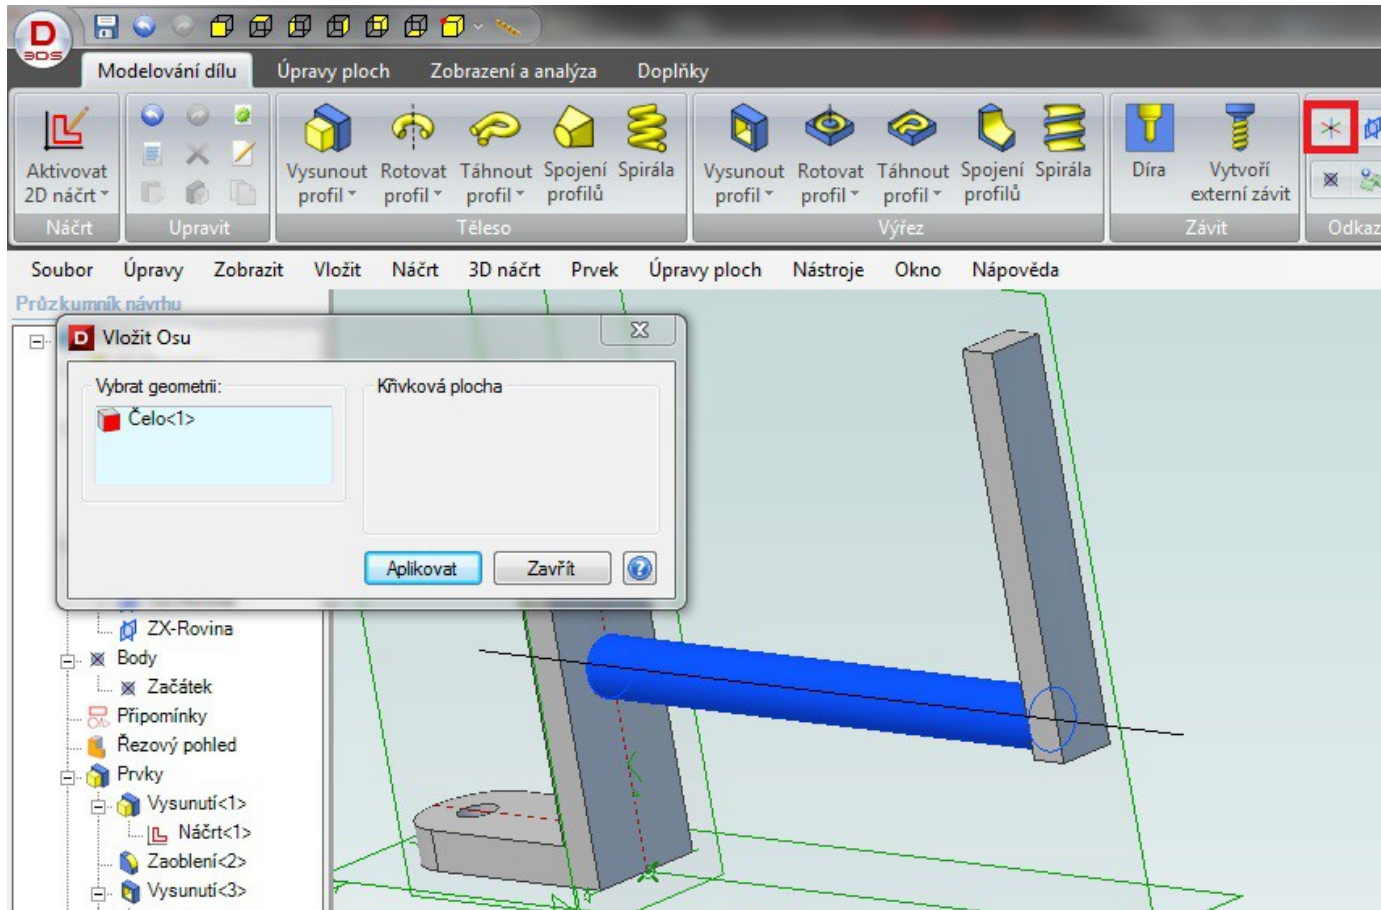 D
3DS
Modelování dílu Úpravy ploch Zobrazení a analýza Doplňky
Aktivovat
2D náčrt
Vysunout
profil
Rotovat
profil
Táhnout
profil
Spojení
profilů
Spirála
Vysunout
profil
Rotovat
profil
Táhnout
profil
Spojení
profilů
Spirála
Díra
Vytvoří
externí závit
Náčrt Upravit Těleso Výřez Závit Odkaz
Soubor Úpravy Zobrazit Vložit Náčrt 3D náčrt Prvek Úpravy ploch Nástroje Okno Nápověda
Průzkumník návrhu
D Vložit Osu
Vybrat geometrii:
Křivková plocha
Čelo<1>
Aplikovat Zavřít
ZX-Rovina
Body
Začátek
Připomínky
Řezový pohled
Prvky
Vysunutí<1>
Náčrt<1>
Zaoblení<2>
Vysunutí<3>